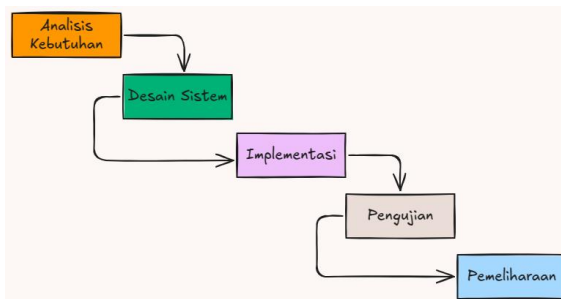 Analisis
Kebutuhan
Desain Sistem
Implementasi
Pengujian
Pemeliharaan